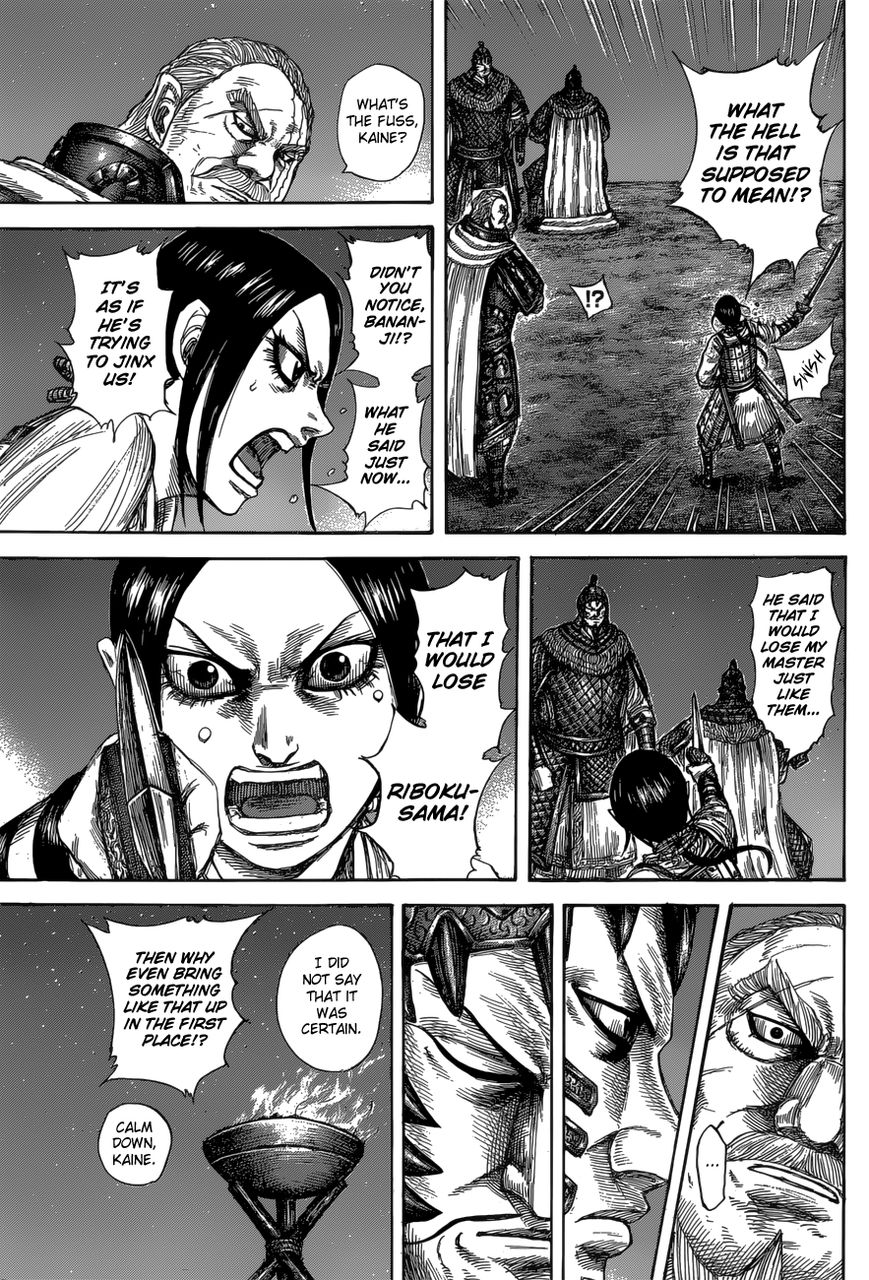 WHAT
THE HELL
IS THAT
SUPPOSED
TO MEAN!?
!?
SWISH
WHAT'S
THE FUSS,
KAINE?
DIDN'T
YOU
NOTICE,
BANAN-
JI!?
WHAT
HE
SAID
JUST
NOW...
IT'S
AS IF
HE'S
TRYING
TO JINX
US!
HE SAID
THAT I
WOULD
LOSE MY
MASTER
JUST
LIKE
THEM...
THAT I
WOULD
LOSE
RIBOKU-
SAMA!
...
I DID
NOT SAY
THAT IT
WAS
CERTAIN.
THEN WHY
EVEN BRING
SOMETHING
LIKE THAT UP
IN THE FIRST
PLACE!?
CALM
DOWN,
KAINE.